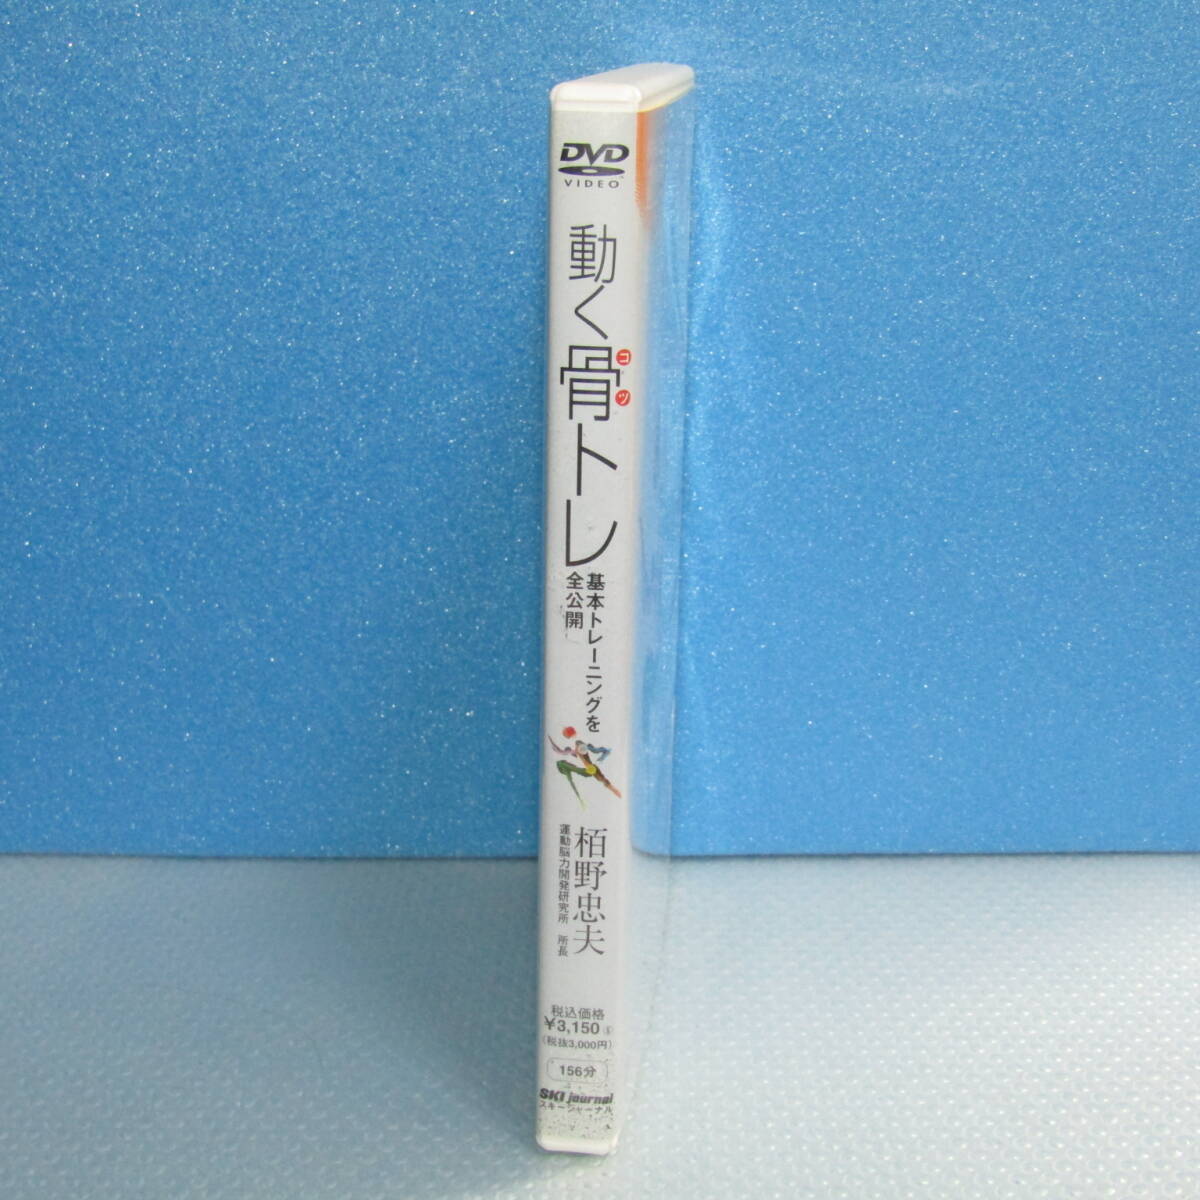 DVD
VIDEO
動く骨トレ
コツ
基本トレーニングを
全公開
栢野忠夫
運動脳力開発研究所 所長
税込価格
¥3,150
(税抜3,000円)
156分
SKI journal
スキージャーナル